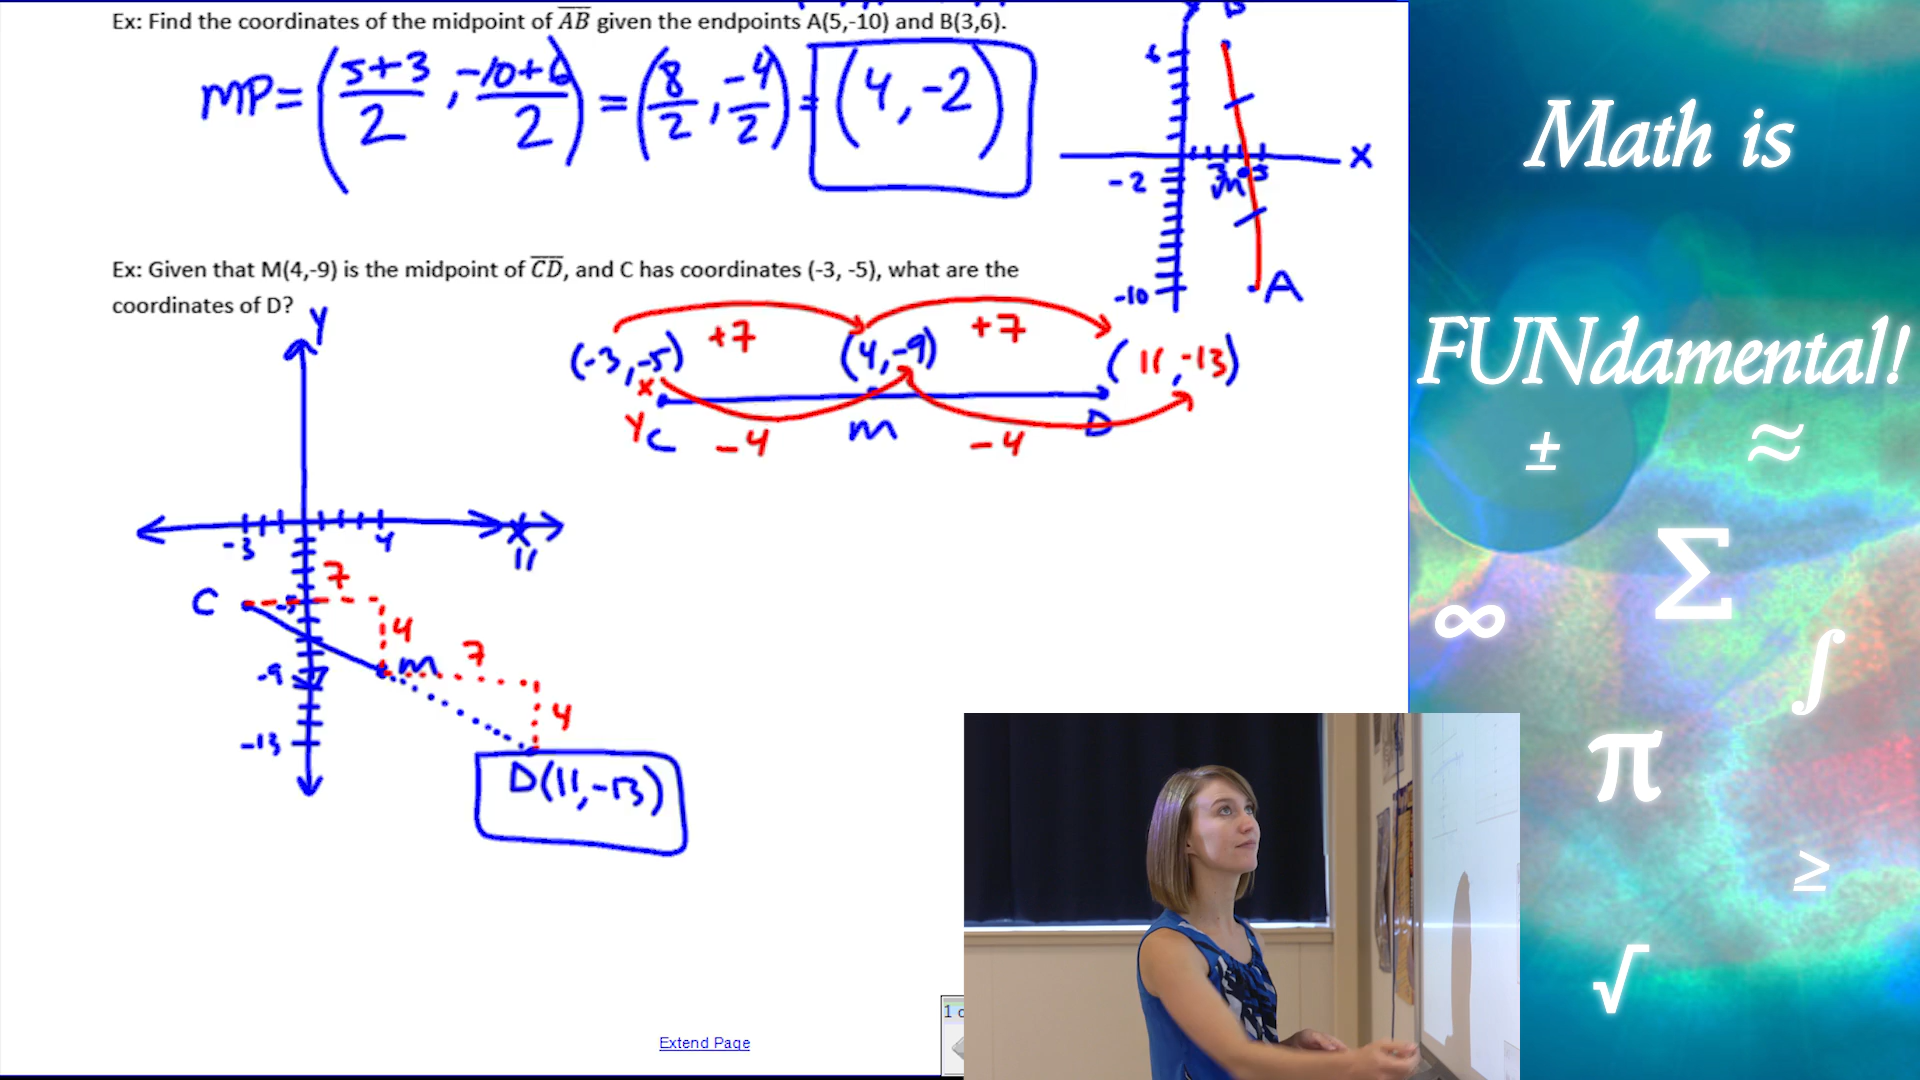 Ex: Find the coordinates of the midpoint of AB given the endpoints A(5,-10) and B(3,6).
MP = (5+3/2, -10+6/2) = (8/2, -4/2) = (4,-2)
6
X
-2
3
5
-10
A
Ex: Given that M(4,-9) is the midpoint of CD, and C has coordinates (-3, -5), what are the
coordinates of D?
Y
+7
+7
(-3,-5)
(4,-9)
(11,-13)
X
Y
C
-4
m
-4
D
-3
4
X
11
7
C
-5
4
7
-9
m
4
-13
D(11,-13)
Extend Page
Math is
FUNdamental!
±
≈
Σ
∞
∫
π
≥
√